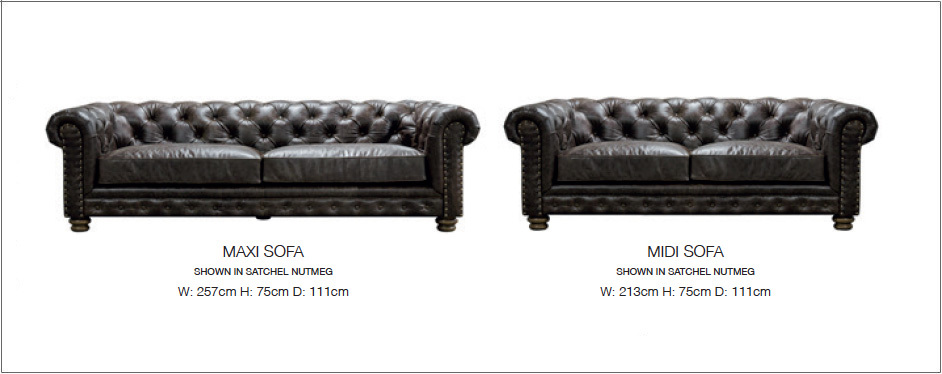 MAXI SOFA
SHOWN IN SATCHEL NUTMEG
W: 257cm H: 75cm D: 111cm
MIDI SOFA
SHOWN IN SATCHEL NUTMEG
W: 213cm H: 75cm D: 111cm